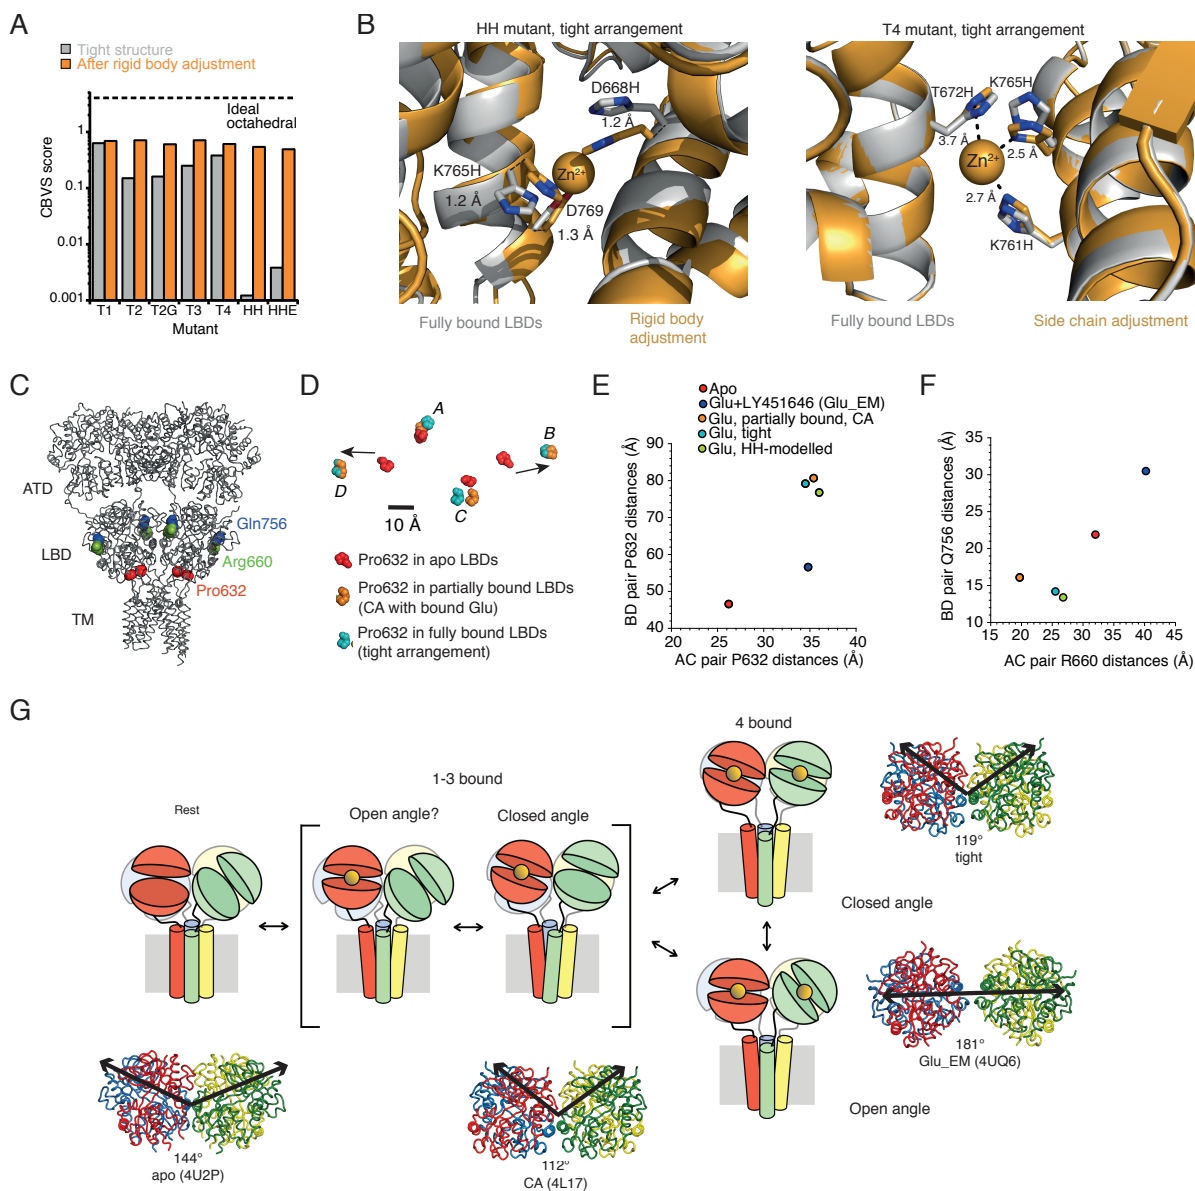 A
Tight structure
After rigid body adjustment
Ideal
octahedral
CBVS score
1
0.1
0.01
0.001
T1 T2 T2G T3 T4 HH HHE
Mutant
B
HH mutant, tight arrangement
D668H
1.2 Å
Zn2+
K765H
1.2 Å
D769
1.3 Å
Fully bound LBDs
Rigid body
adjustment
T4 mutant, tight arrangement
K765H
T672H
3.7 Å
2.5 Å
Zn2+
2.7 Å
K761H
Fully bound LBDs
Side chain adjustment
C
ATD
LBD
TM
Gln756
Arg660
Pro632
D
A
B
D
C
10 Å
Pro632 in apo LBDs
Pro632 in partially bound LBDs
(CA with bound Glu)
Pro632 in fully bound LBDs
(tight arrangement)
E
Apo
Glu+LY451646 (Glu_EM)
Glu, partially bound, CA
Glu, tight
Glu, HH-modelled
BD pair P632 distances (Å)
90
80
70
60
50
40
20 25 30 35 40
AC pair P632 distances (Å)
F
BD pair Q756 distances (Å)
35
30
25
20
15
10
15 20 25 30 35 40 45
AC pair R660 distances (Å)
G
Rest
1-3 bound
Open angle?
Closed angle
4 bound
119°
tight
Closed angle
181°
Glu_EM (4UQ6)
Open angle
144°
apo (4U2P)
112°
CA (4L17)